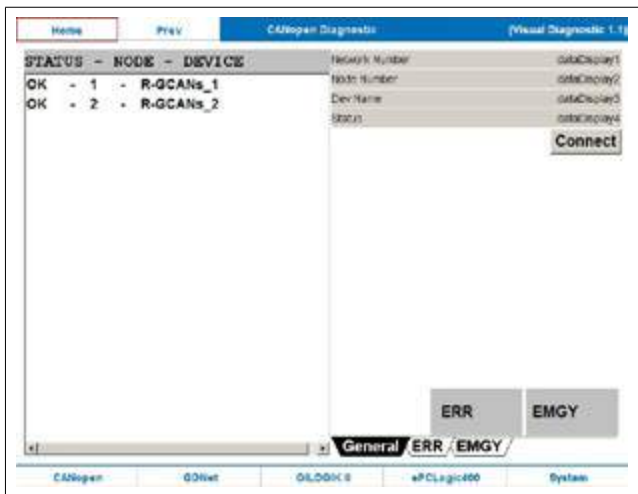 Home Prev CANopen Diagnostic (Visual Diagnostic 1.1)
STATUS - NODE - DEVICE
OK - 1 - R-GCANs_1
OK - 2 - R-GCANs_2
Network Number dataDisplay1
Node Number dataDisplay2
Dev Name dataDisplay3
Status dataDisplay4
Connect
ERR EMGY
General ERR EMGY
CANopen GDNet GILOGIK II ePCLogic400 System